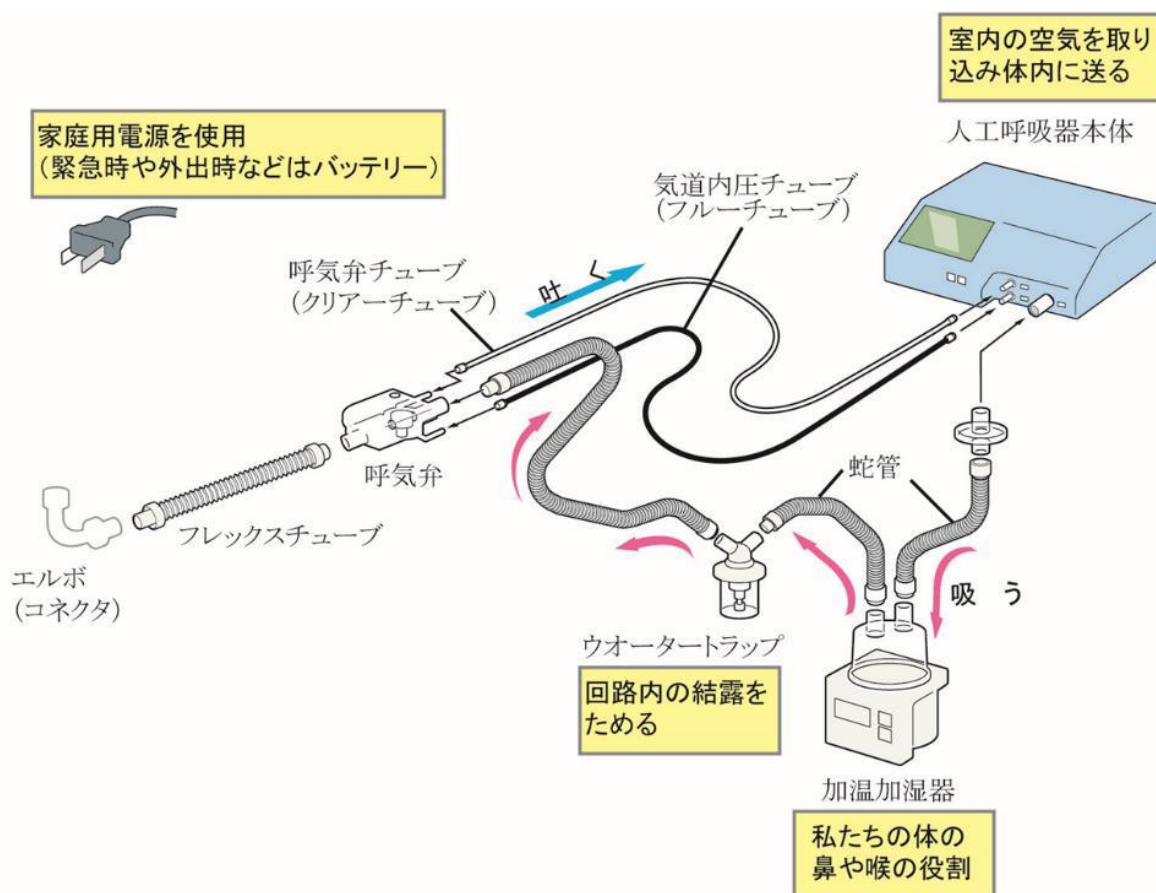 室内の空気を取り
込み体内に送る
人工呼吸器本体
家庭用電源を使用
（緊急時や外出時などはバッテリー）
気道内圧チューブ
（フルーチューブ）
呼気弁チューブ
（クリアーチューブ）
吐く
呼気弁
蛇管
フレックスチューブ
エルボ
（コネクタ）
吸う
ウオータートラップ
回路内の結露を
ためる
加温加湿器
私たちの体の
鼻や喉の役割